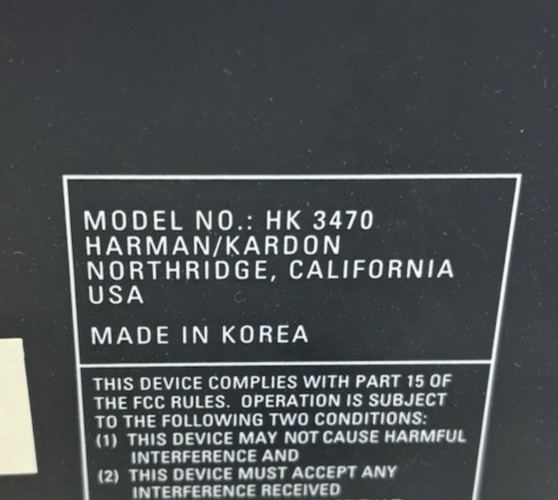 MODEL NO.: HK 3470
HARMAN/KARDON
NORTHRIDGE, CALIFORNIA
USA
MADE IN KOREA
THIS DEVICE COMPLIES WITH PART 15 OF
THE FCC RULES. OPERATION IS SUBJECT
TO THE FOLLOWING TWO CONDITIONS:
(1) THIS DEVICE MAY NOT CAUSE HARMFUL
INTERFERENCE AND
(2) THIS DEVICE MUST ACCEPT ANY
INTERFERENCE RECEIVED